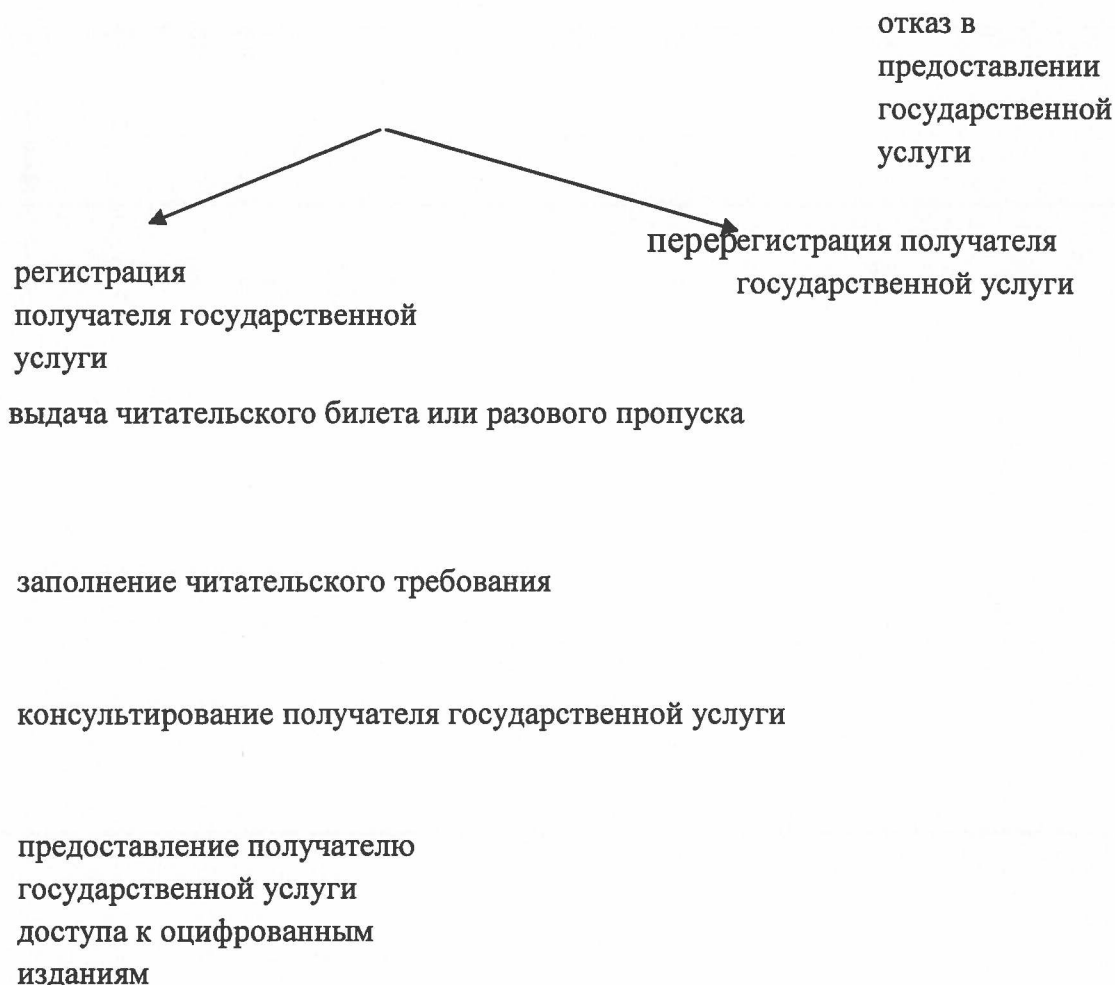 отказ в
предоставлении
государственной
услуги
перерегистрация получателя
государственной услуги
регистрация
получателя государственной
услуги
выдача читательского билета или разового пропуска
заполнение читательского требования
консультирование получателя государственной услуги
предоставление получателю
государственной услуги
доступа к оцифрованным
изданиям